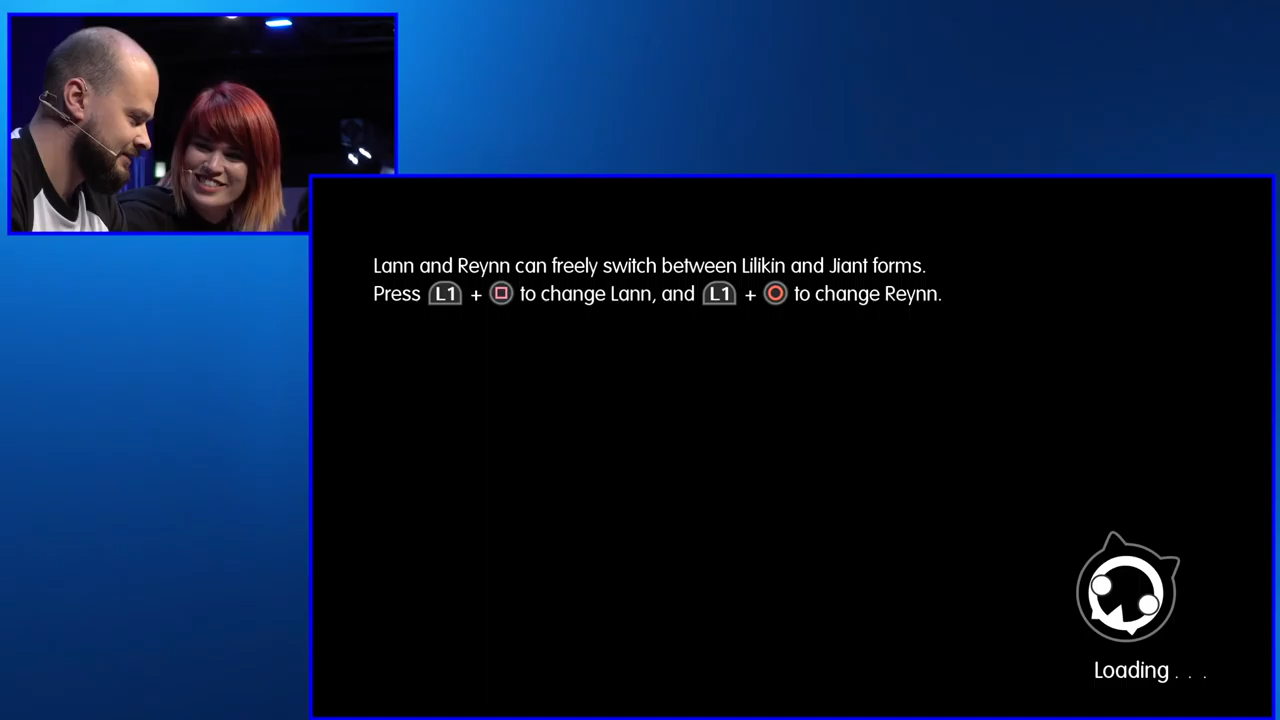 Lann and Reynn can freely switch between Lilikin and Jiant forms.
Press L1 + to change Lann, and L1 + to change Reynn.
Loading . . .